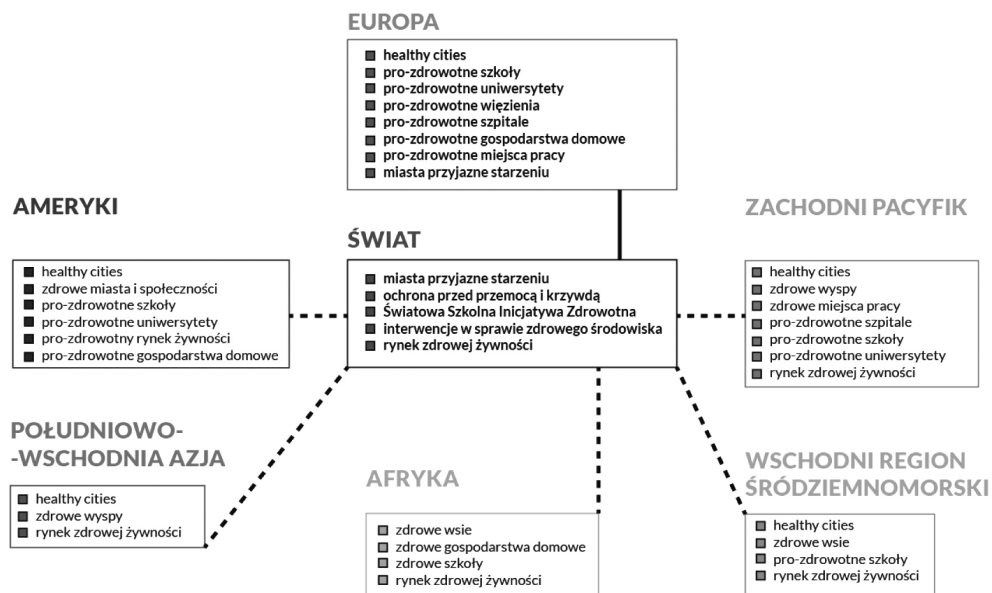 EUROPA
healthy cities
pro-zdrowotne szkoły
pro-zdrowotne uniwersytety
pro-zdrowotne więzienia
pro-zdrowotne szpitale
pro-zdrowotne gospodarstwa domowe
pro-zdrowotne miejsca pracy
miasta przyjazne starzeniu
AMERYKI
healthy cities
zdrowe miasta i społeczności
pro-zdrowotne szkoły
pro-zdrowotne uniwersytety
pro-zdrowotny rynek żywności
pro-zdrowotne gospodarstwa domowe
ŚWIAT
miasta przyjazne starzeniu
ochrona przed przemocą i krzywdą
Światowa Szkolna Inicjatywa Zdrowotna
interwencje w sprawie zdrowego środowiska
rynek zdrowej żywności
ZACHODNI PACYFIK
healthy cities
zdrowe wyspy
zdrowe miejsca pracy
pro-zdrowotne szpitale
pro-zdrowotne szkoły
pro-zdrowotne uniwersytety
rynek zdrowej żywności
POŁUDNIOWO-
-WSCHODNIA AZJA
healthy cities
zdrowe wyspy
rynek zdrowej żywności
AFRYKA
zdrowe wsie
zdrowe gospodarstwa domowe
zdrowe szkoły
rynek zdrowej żywności
WSCHODNI REGION
ŚRÓDZIEMNOMORSKI
healthy cities
zdrowe wsie
pro-zdrowotne szkoły
rynek zdrowej żywności